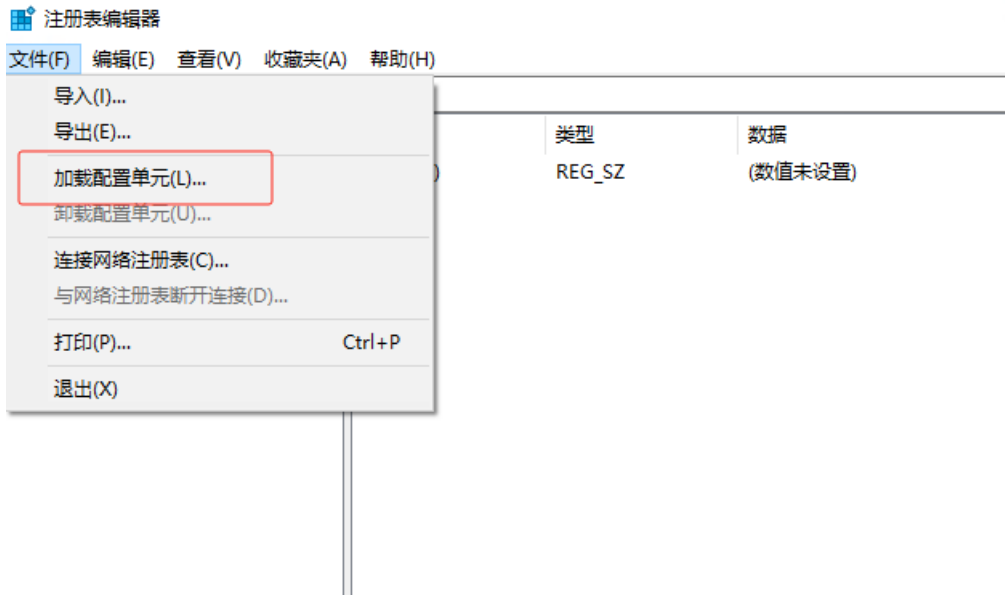 注册表编辑器
文件(F) 编辑(E) 查看(V) 收藏夹(A) 帮助(H)
导入(I)...
导出(E)...
类型 数据
加载配置单元(L)...
) REG_SZ (数值未设置)
卸载配置单元(U)...
连接网络注册表(C)...
与网络注册表断开连接(D)...
打印(P)... Ctrl+P
退出(X)